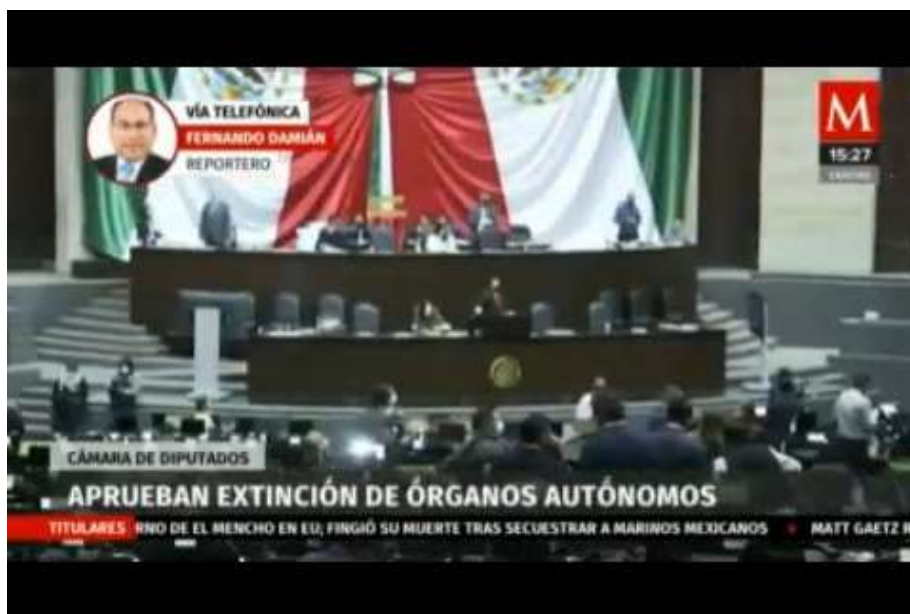 VÍA TELEFÓNICA
FERNANDO DAMIÁN
REPORTERO
M
15:27
CENTRO
CÁMARA DE DIPUTADOS
APRUEBAN EXTINCIÓN DE ÓRGANOS AUTÓNOMOS
TITULARES RNO DE EL MENCHO EN EU; FINGIÓ SU MUERTE TRAS SECUESTRAR A MARINOS MEXICANOS MATT GAETZ R